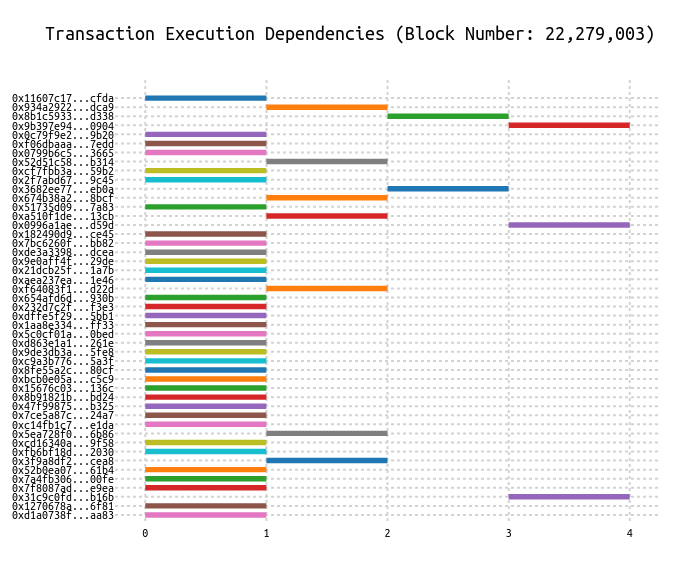 Transaction Execution Dependencies (Block Number: 22,279,003)
0x11607c17...cfda
0x934a2922...dca9
0x8b1c5933...d338
0x9b397e94...0904
0x0c79f9e2...9b20
0xf06dbaaa...7edd
0x0799b6c5...3665
0x52d51c58...b314
0xcf7fbb3a...59b2
0x2f7abd67...9c45
0x3682ee77...eb0a
0x674b38a2...8bcf
0x51735d09...7a83
0xa510f1de...13cb
0x0996a1ae...d59d
0x182490d9...ce45
0x7bc6260f...bb82
0xde3a3398...dcea
0x9e0aff4f...29de
0x21dcb25f...1a7b
0xaea237ea...1e46
0xf64083f1...d22d
0x654afd6d...930b
0x232d7c2f...f3e3
0xdffe5f29...5bb1
0x1aa8e334...ff33
0x5c0cf01a...0bed
0xd863e1a1...261e
0x9de3db3a...5fe8
0xc9a3b776...5a3f
0x8fe55a2c...80cf
0xbcb0e05a...c5c9
0x15676c03...136c
0x8b91821b...bd24
0x47f99875...b325
0x7ce5a87c...24a7
0xc14fb1c7...e1da
0x5ea728f0...6b86
0xcd16340a...9f58
0xfb6bf18d...2030
0x3f9a8df2...cea8
0x52b0ea07...61b4
0x7a4fb306...00fe
0x7f8087ad...e9ea
0x31c9c0fd...b16b
0x1270678a...6f81
0xd1a0738f...aa83
0 1 2 3 4